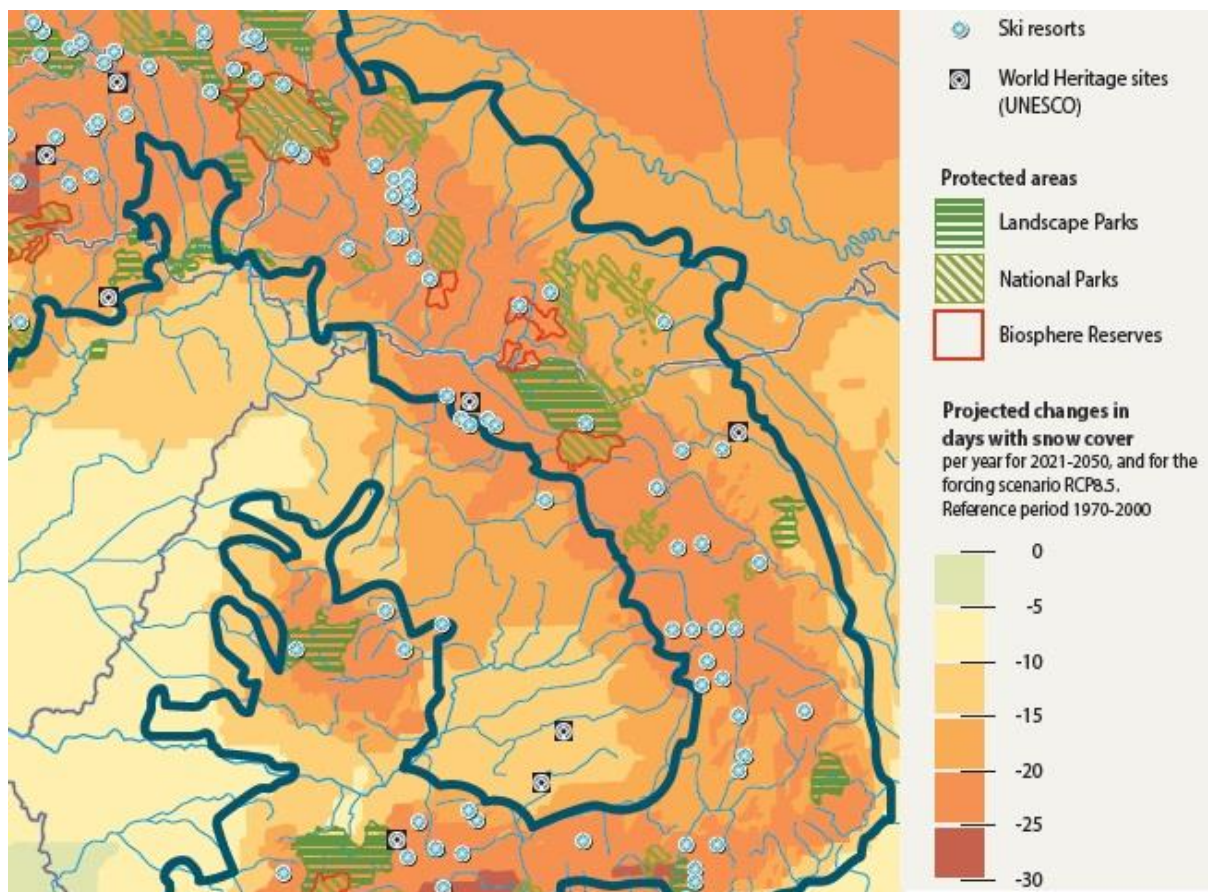 Ski resorts
World Heritage sites
(UNESCO)
Protected areas
Landscape Parks
National Parks
Biosphere Reserves
Projected changes in
days with snow cover
per year for 2021-2050, and for the
forcing scenario RCP8.5.
Reference period 1970-2000
0
-5
-10
-15
-20
-25
-30